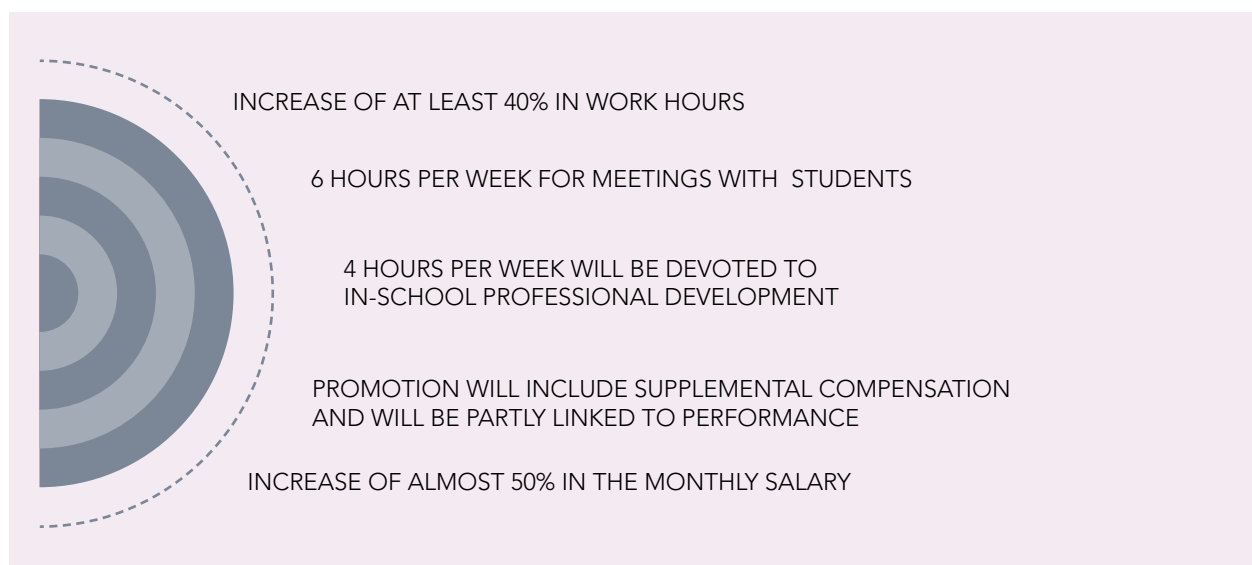 INCREASE OF AT LEAST 40% IN WORK HOURS
6 HOURS PER WEEK FOR MEETINGS WITH  STUDENTS
4 HOURS PER WEEK WILL BE DEVOTED TO
IN-SCHOOL PROFESSIONAL DEVELOPMENT
PROMOTION WILL INCLUDE SUPPLEMENTAL COMPENSATION
AND WILL BE PARTLY LINKED TO PERFORMANCE
INCREASE OF ALMOST 50% IN THE MONTHLY SALARY